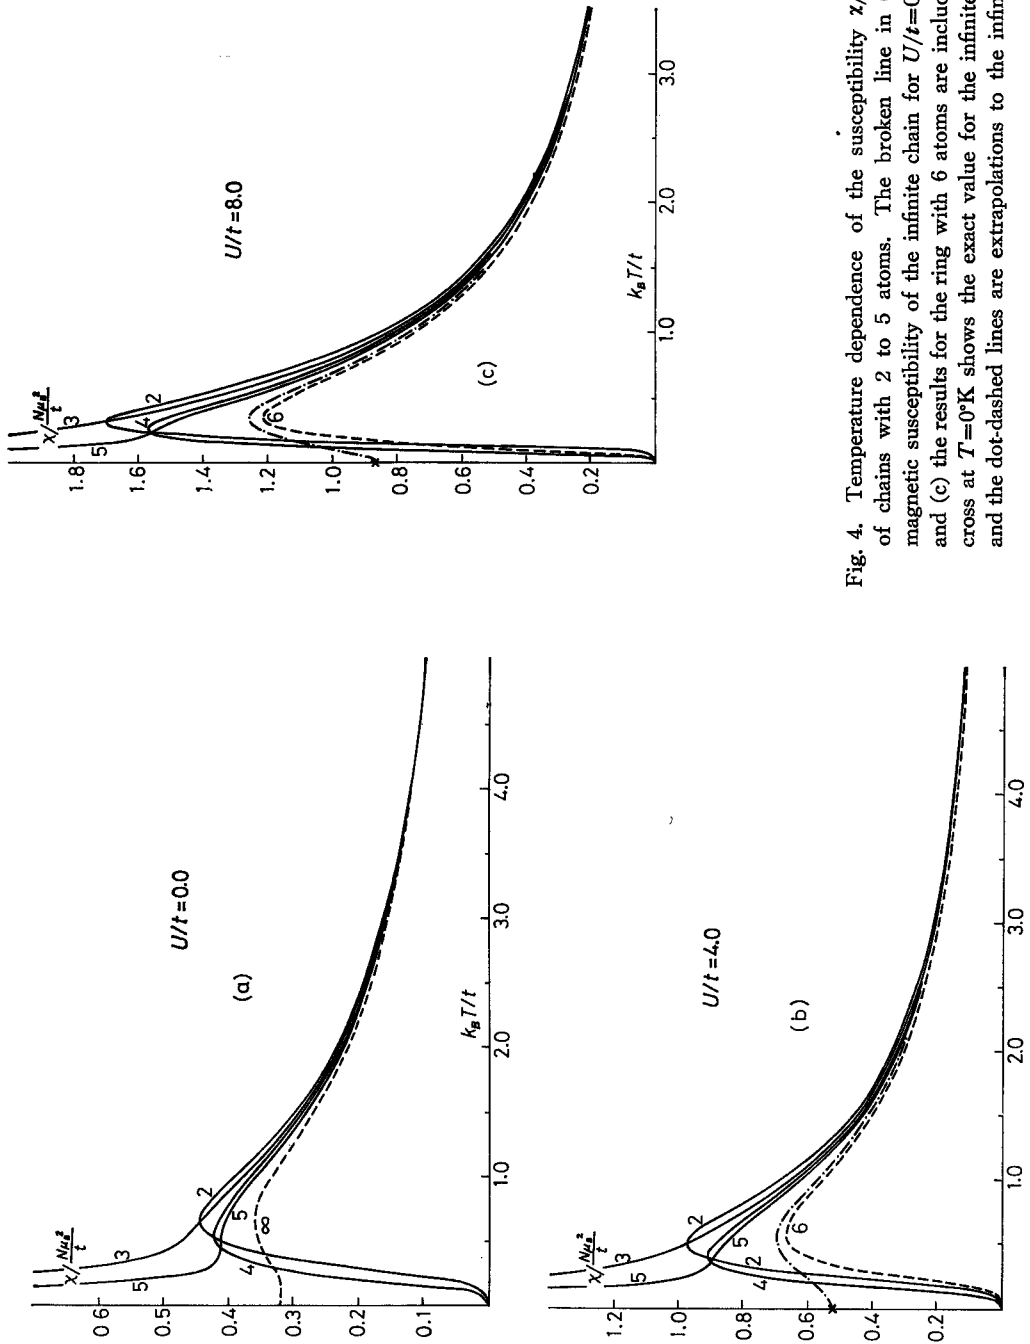 χ/Nμ_B²/t
0.6
0.5
0.4
0.3
0.2
0.1
3
5
2
5
4
∞
U/t=0.0
(a)
k_BT/t
1.0
2.0
3.0
4.0
χ/Nμ_B²/t
1.2
1.0
0.8
0.6
0.4
0.2
3
5
2
5
2
4
6
U/t=4.0
(b)
1.0
2.0
3.0
4.0
χ/Nμ_B²/t
1.8
1.6
1.4
1.2
1.0
0.8
0.6
0.4
0.2
3
5
2
4
6
U/t=8.0
(c)
k_BT/t
1.0
2.0
3.0
Fig. 4. Temperature dependence of the susceptibility χ/
of chains with 2 to 5 atoms. The broken line in
magnetic susceptibility of the infinite chain for U/t=0
and (c) the results for the ring with 6 atoms are includ
cross at T=0°K shows the exact value for the infinite
and the dot-dashed lines are extrapolations to the infin